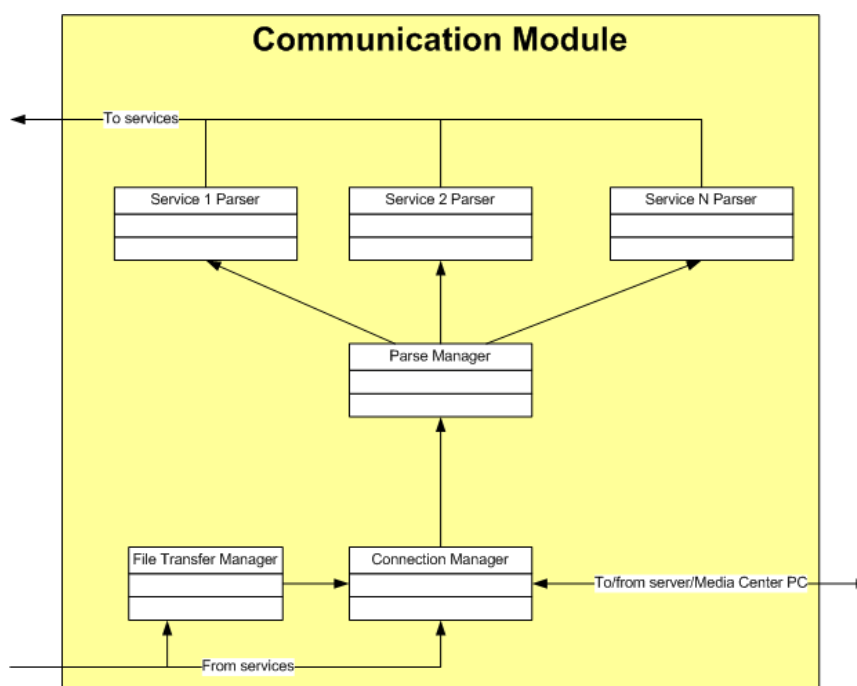 Communication Module
To services
Service 1 Parser
Service 2 Parser
Service N Parser
Parse Manager
File Transfer Manager
Connection Manager
To/from server/Media Center PC
From services